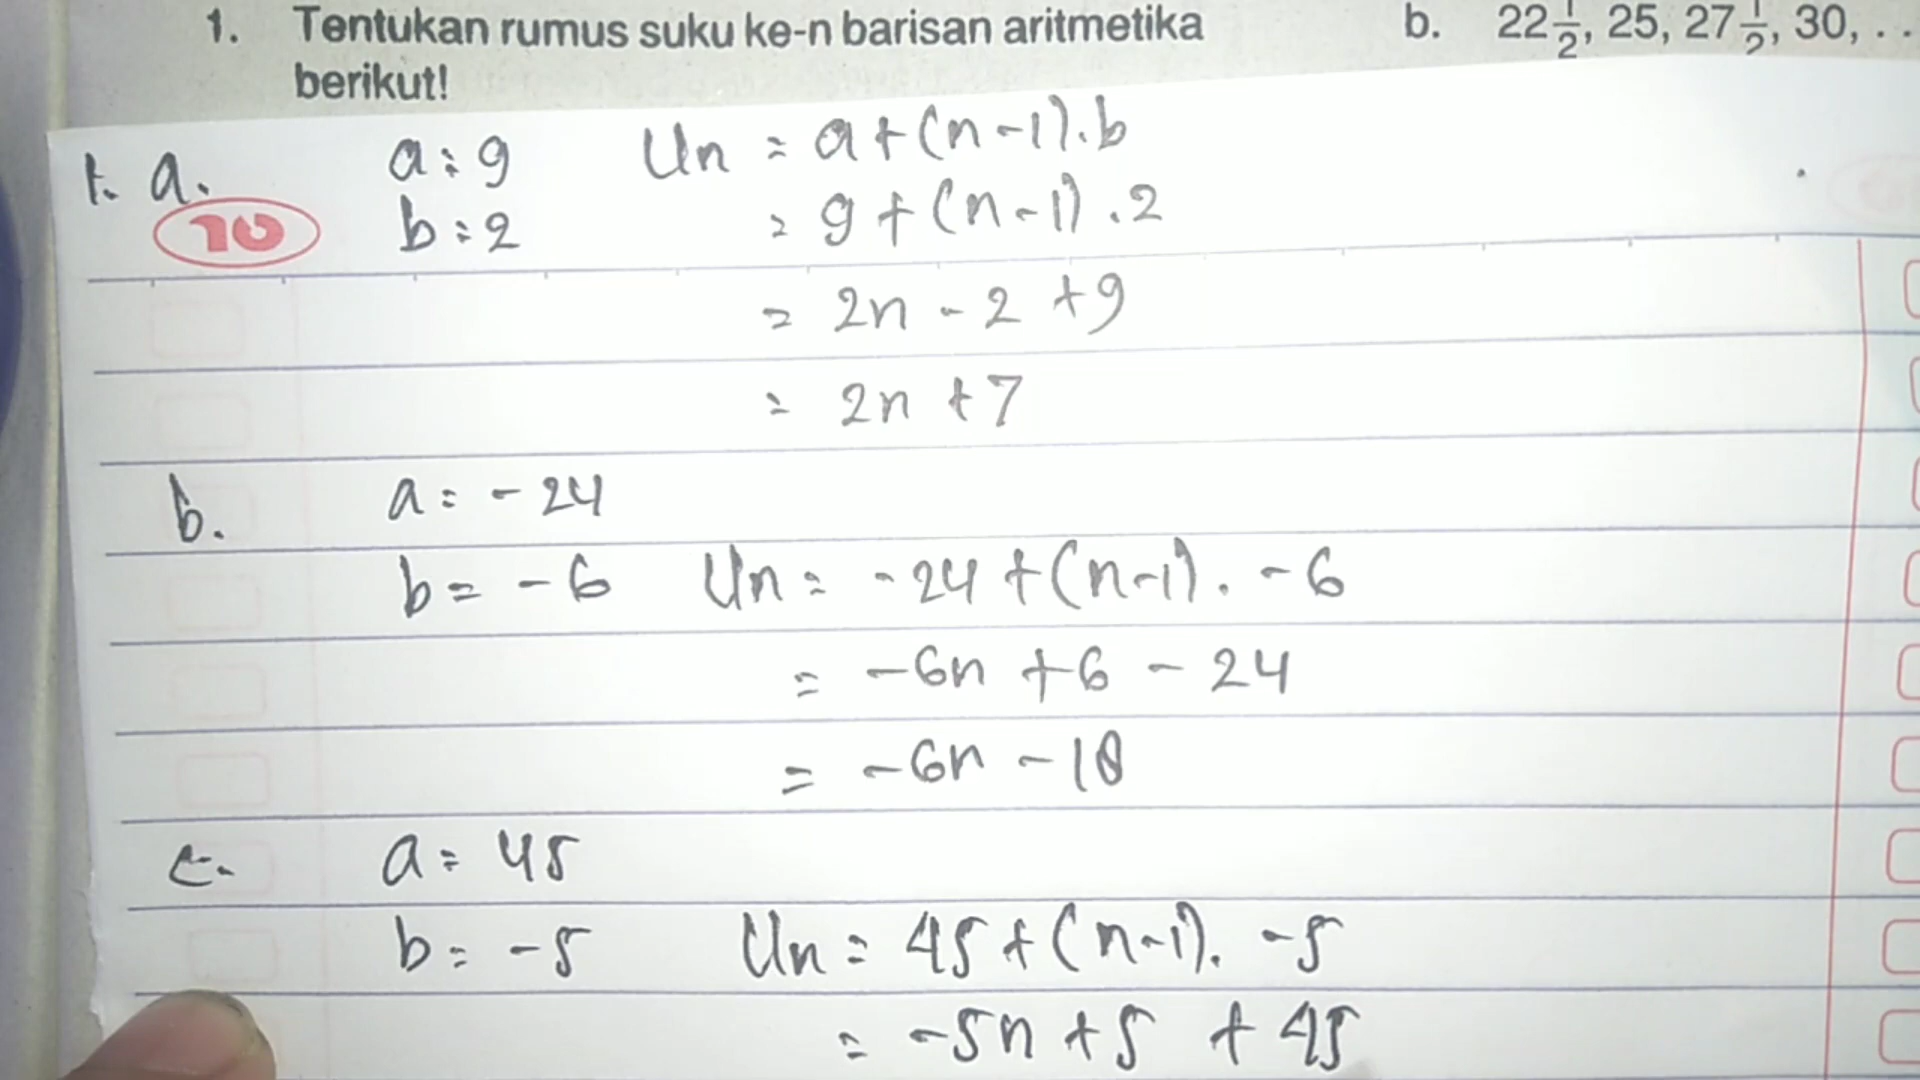 1. Tentukan rumus suku ke-n barisan aritmetika
berikut!
b. 22 1/2, 25, 27 1/2, 30, . .
1. a. a = 9 Un = a + (n - 1). b
10 b = 2 = 9 + (n - 1) . 2
= 2n - 2 + 9
= 2n + 7
b. a = - 24
b = - 6 Un = - 24 + (n - 1) . - 6
= - 6n + 6 - 24
= - 6n - 18
c. a = 45
b = - 5 Un = 45 + (n - 1). - 5
= - 5n + 5 + 45